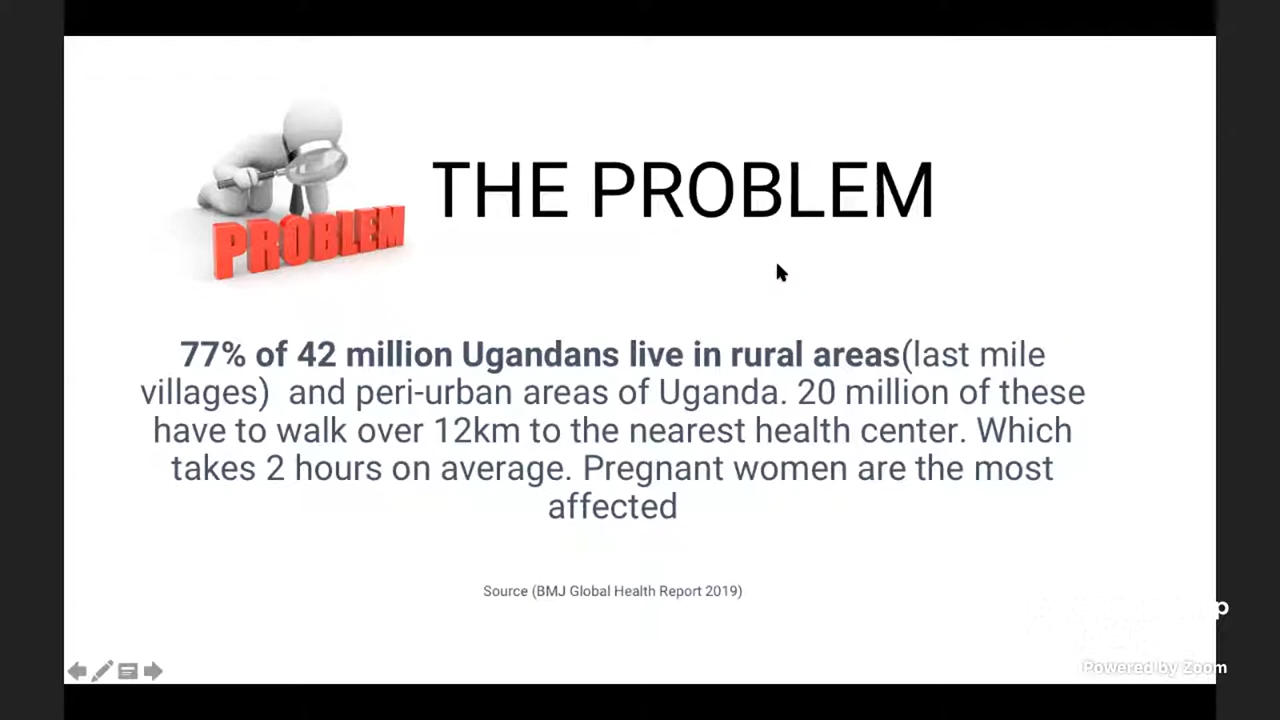 PROBLEM
THE PROBLEM
77% of 42 million Ugandans live in rural areas(last mile
villages) and peri-urban areas of Uganda. 20 million of these
have to walk over 12km to the nearest health center. Which
takes 2 hours on average. Pregnant women are the most
affected
Source (BMJ Global Health Report 2019)
Powered by Zoom